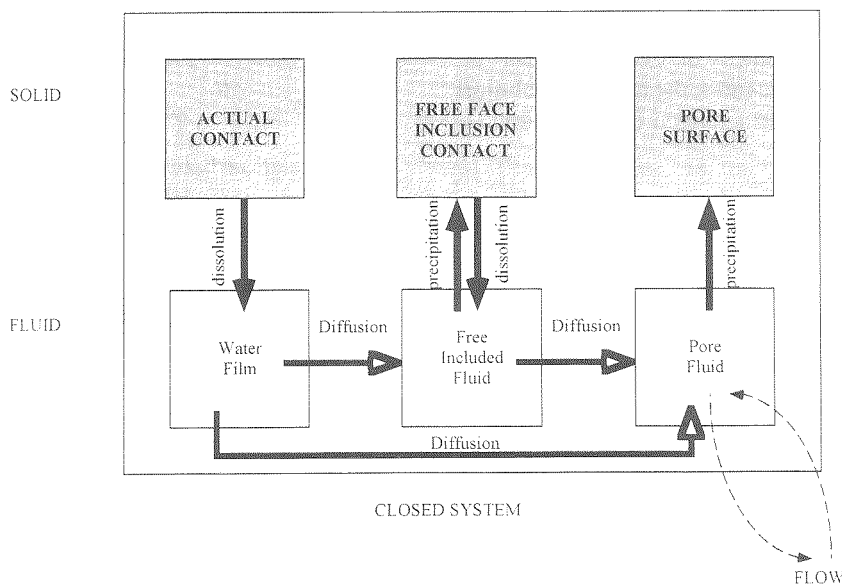 SOLID
ACTUAL
CONTACT
FREE FACE
INCLUSION
CONTACT
PORE
SURFACE
dissolution
precipitation
dissolution
precipitation
FLUID
Water
Film
Diffusion
Free
Included
Fluid
Diffusion
Pore
Fluid
Diffusion
CLOSED SYSTEM
FLOW